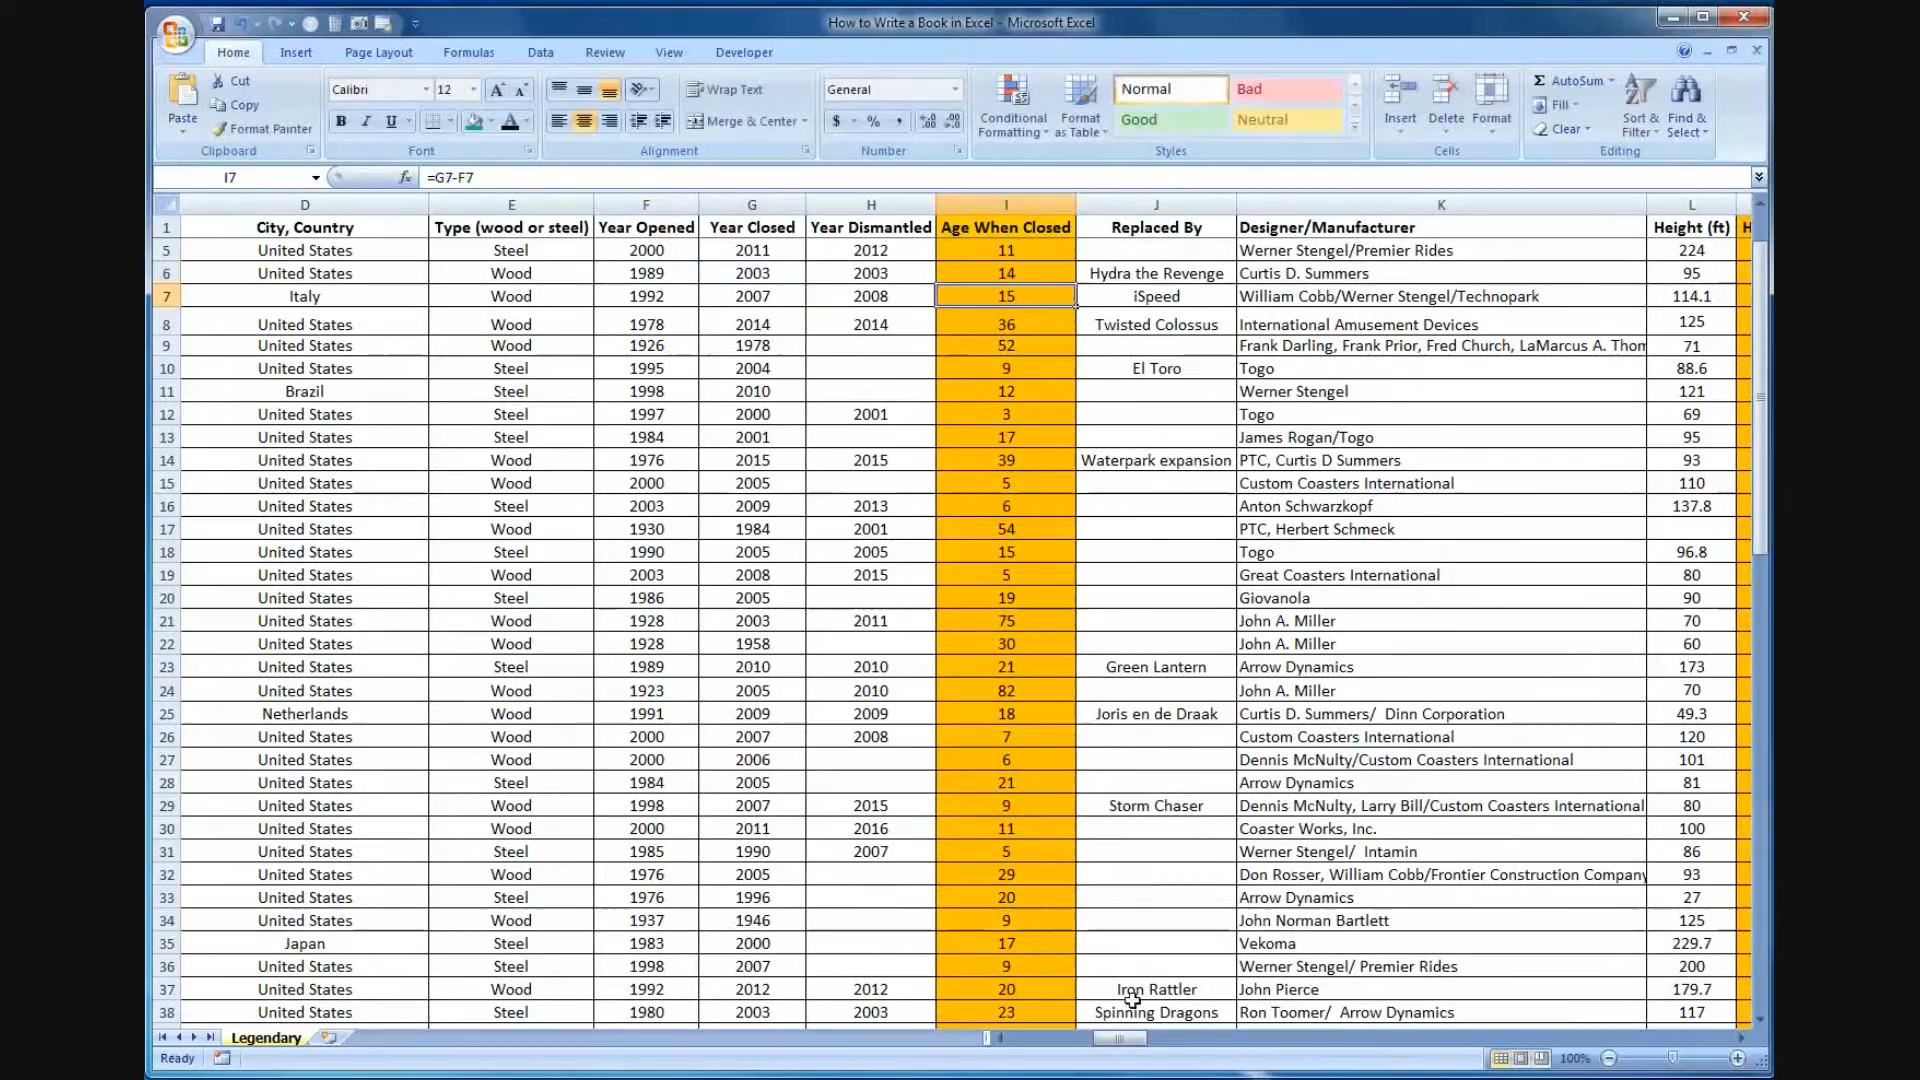 How to Write a Book in Excel - Microsoft Excel
Home Insert Page Layout Formulas Data Review View Developer
Paste Cut Copy Format Painter Clipboard
Calibri 12 Font
B I U
Wrap Text Merge & Center Alignment
General $ % , Number
Conditional Formatting Format as Table Normal Bad Good Neutral Styles
Insert Delete Format Cells
AutoSum Fill Clear Sort & Filter Find & Select Editing
I7 fx =G7-F7
D E F G H I J K L
1 City, Country Type (wood or steel) Year Opened Year Closed Year Dismantled Age When Closed Replaced By Designer/Manufacturer Height (ft) H
5 United States Steel 2000 2011 2012 11 Werner Stengel/Premier Rides 224
6 United States Wood 1989 2003 2003 14 Hydra the Revenge Curtis D. Summers 95
7 Italy Wood 1992 2007 2008 15 iSpeed William Cobb/Werner Stengel/Technopark 114.1
8 United States Wood 1978 2014 2014 36 Twisted Colossus International Amusement Devices 125
9 United States Wood 1926 1978 52 Frank Darling, Frank Prior, Fred Church, LaMarcus A. Thom 71
10 United States Steel 1995 2004 9 El Toro Togo 88.6
11 Brazil Steel 1998 2010 12 Werner Stengel 121
12 United States Steel 1997 2000 2001 3 Togo 69
13 United States Steel 1984 2001 17 James Rogan/Togo 95
14 United States Wood 1976 2015 2015 39 Waterpark expansion PTC, Curtis D Summers 93
15 United States Wood 2000 2005 5 Custom Coasters International 110
16 United States Steel 2003 2009 2013 6 Anton Schwarzkopf 137.8
17 United States Wood 1930 1984 2001 54 PTC, Herbert Schmeck
18 United States Steel 1990 2005 2005 15 Togo 96.8
19 United States Wood 2003 2008 2015 5 Great Coasters International 80
20 United States Steel 1986 2005 19 Giovanola 90
21 United States Wood 1928 2003 2011 75 John A. Miller 70
22 United States Wood 1928 1958 30 John A. Miller 60
23 United States Steel 1989 2010 2010 21 Green Lantern Arrow Dynamics 173
24 United States Wood 1923 2005 2010 82 John A. Miller 70
25 Netherlands Wood 1991 2009 2009 18 Joris en de Draak Curtis D. Summers/ Dinn Corporation 49.3
26 United States Wood 2000 2007 2008 7 Custom Coasters International 120
27 United States Wood 2000 2006 6 Dennis McNulty/Custom Coasters International 101
28 United States Steel 1984 2005 21 Arrow Dynamics 81
29 United States Wood 1998 2007 2015 9 Storm Chaser Dennis McNulty, Larry Bill/Custom Coasters International 80
30 United States Wood 2000 2011 2016 11 Coaster Works, Inc. 100
31 United States Steel 1985 1990 2007 5 Werner Stengel/ Intamin 86
32 United States Wood 1976 2005 29 Don Rosser, William Cobb/Frontier Construction Company 93
33 United States Steel 1976 1996 20 Arrow Dynamics 27
34 United States Wood 1937 1946 9 John Norman Bartlett 125
35 Japan Steel 1983 2000 17 Vekoma 229.7
36 United States Steel 1998 2007 9 Werner Stengel/ Premier Rides 200
37 United States Wood 1992 2012 2012 20 Iron Rattler John Pierce 179.7
38 United States Steel 1980 2003 2003 23 Spinning Dragons Ron Toomer/ Arrow Dynamics 117
Legendary
Ready 100%